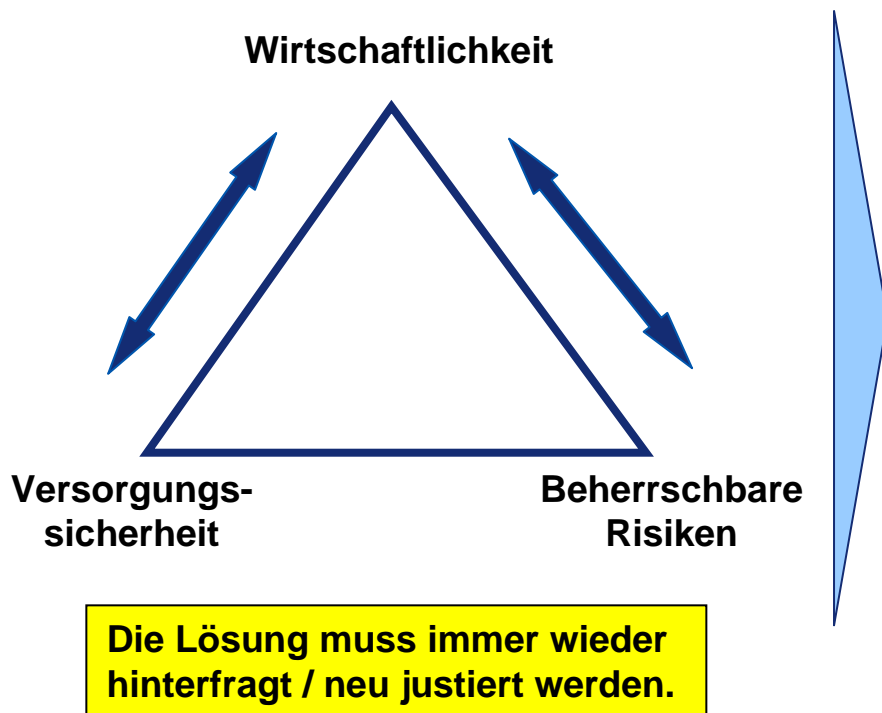 Wirtschaftlichkeit
Versorgungs-
sicherheit
Beherrschbare
Risiken
Die Lösung muss immer wieder
hinterfragt / neu justiert werden.